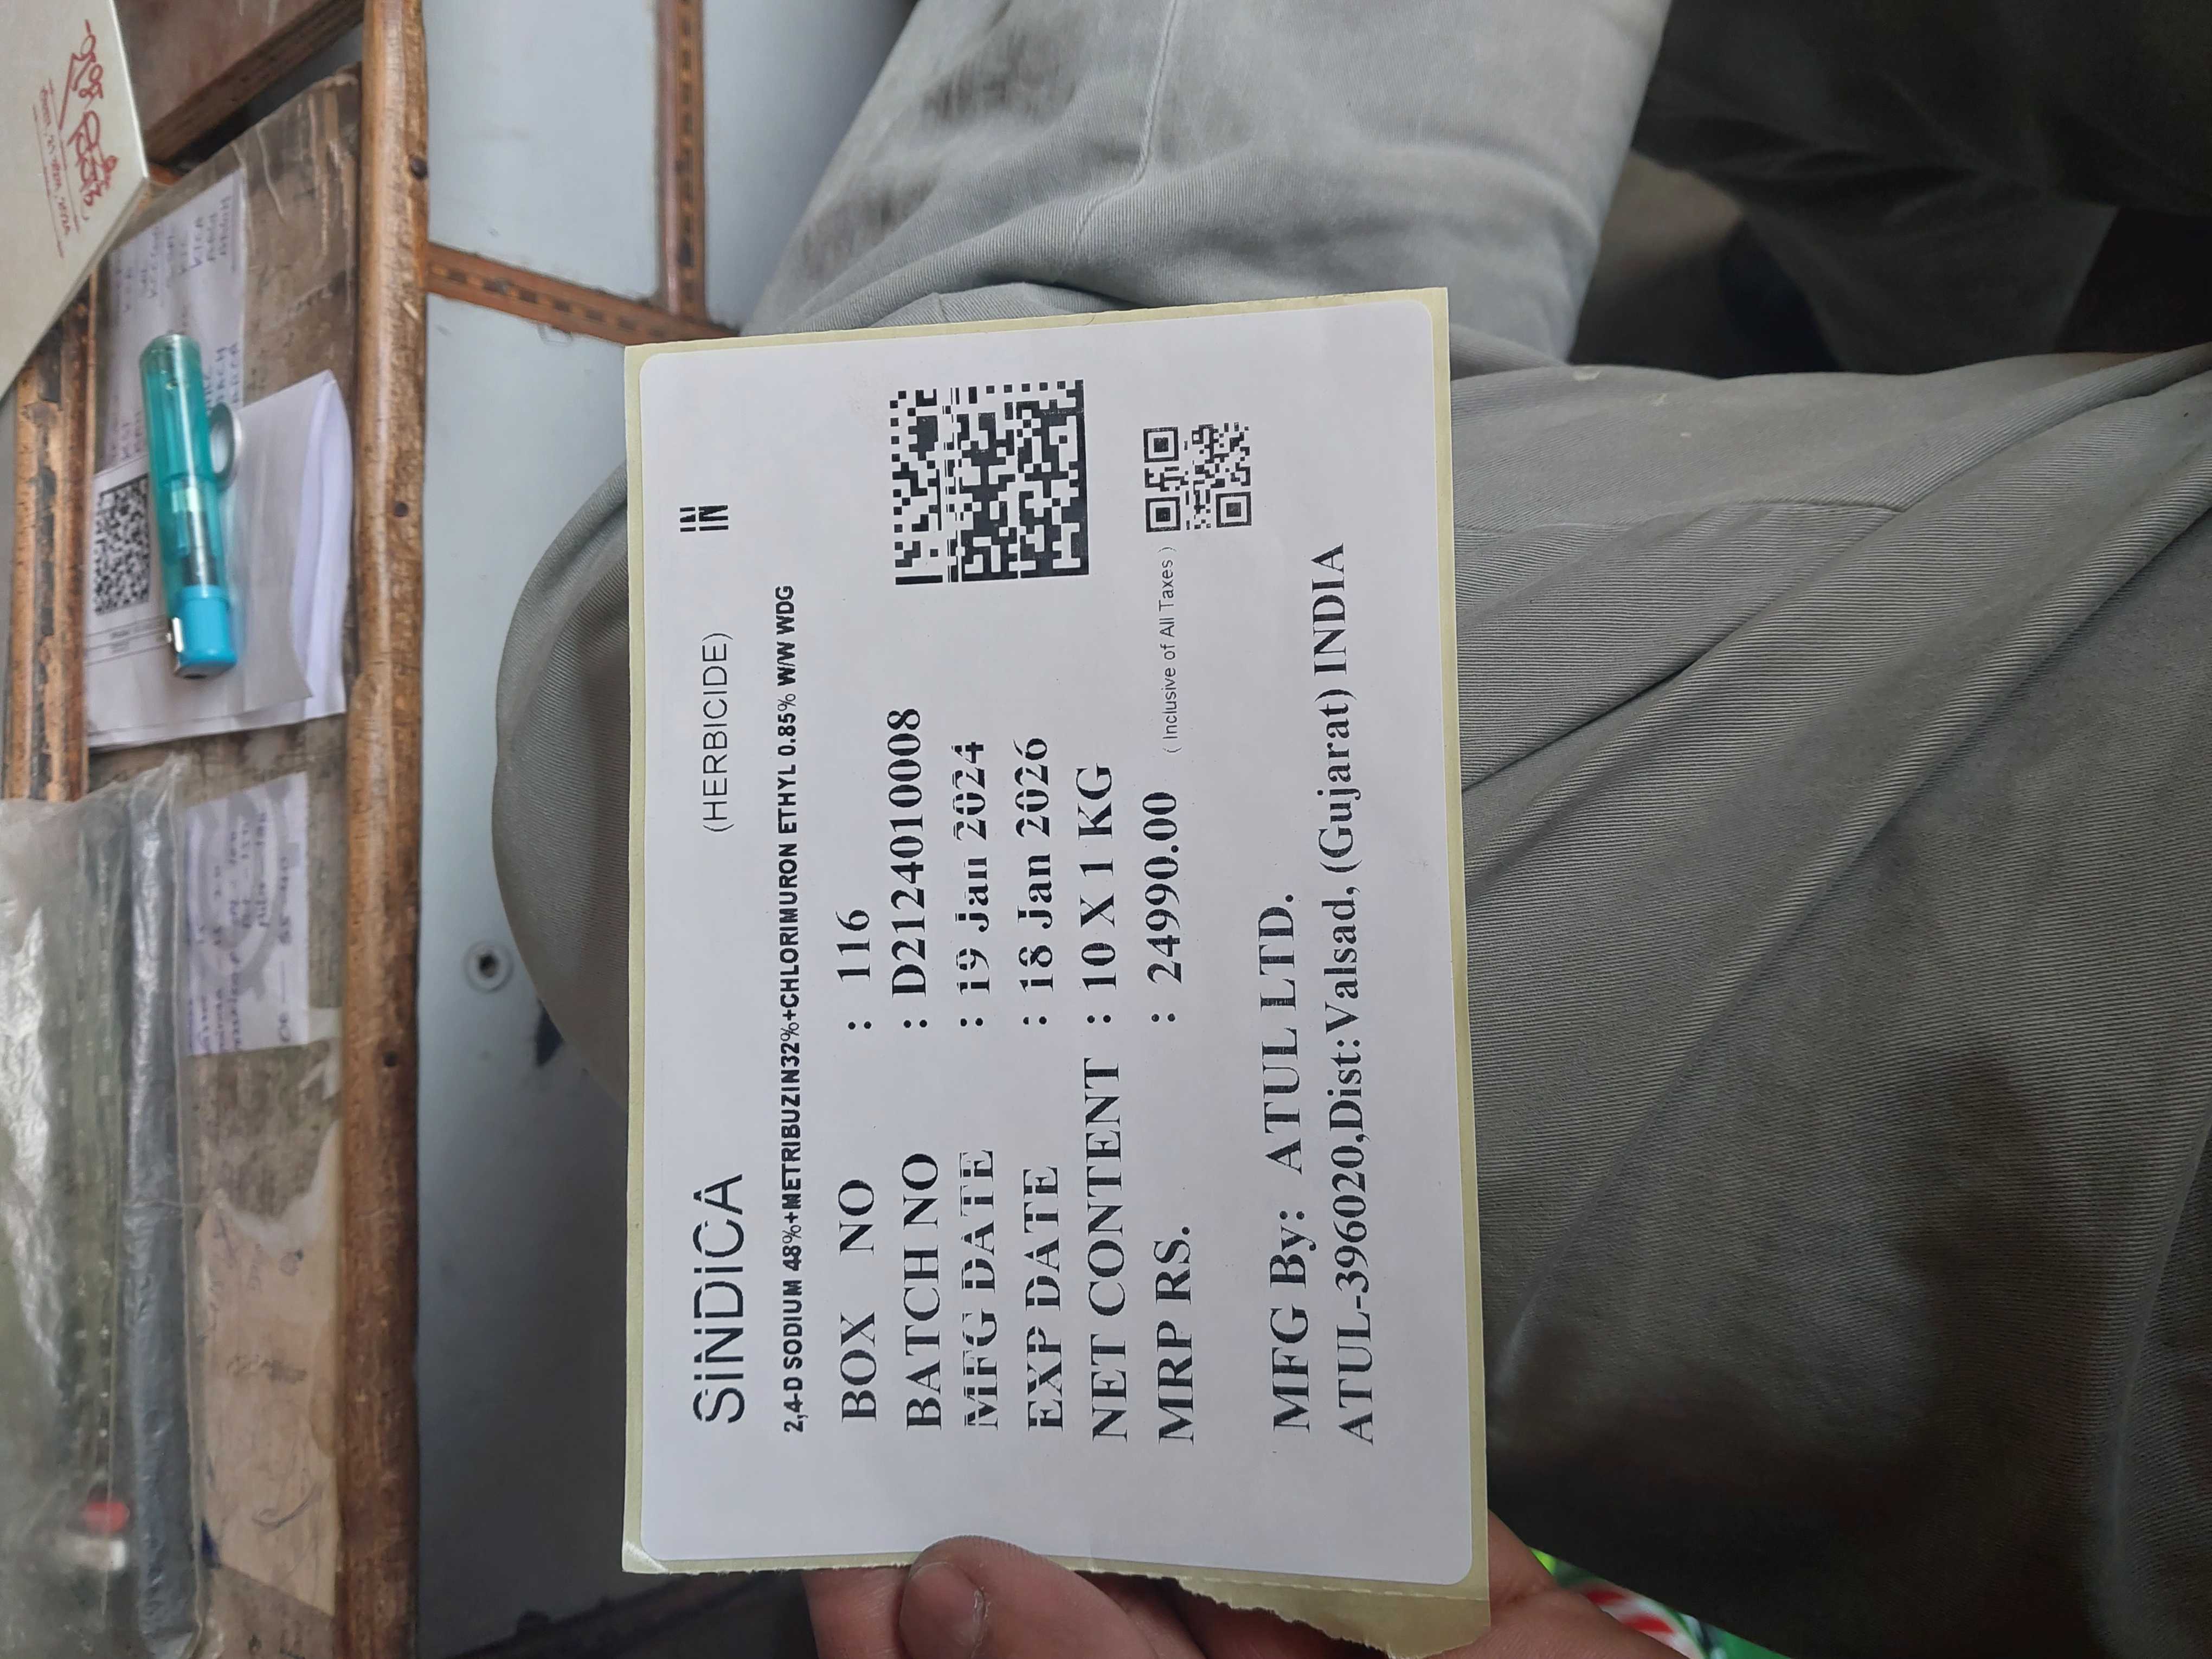 SiNDiCA (HERBICIDE) IN
IN
2,4-D SODIUM 48%+METRIBUZIN32%+CHLORIMURON ETHYL 0.85% W/W WDG
BOX NO : 116
BATCH NO : D2124010008
MFG DATE : 19 Jan 2024
EXP DATE : 18 Jan 2026
NET CONTENT : 10 X 1 KG
MRP RS. : 24990.00 ( Inclusive of All Taxes )
MFG By: ATUL LTD.
ATUL-396020,Dist:Valsad, (Gujarat) INDIA